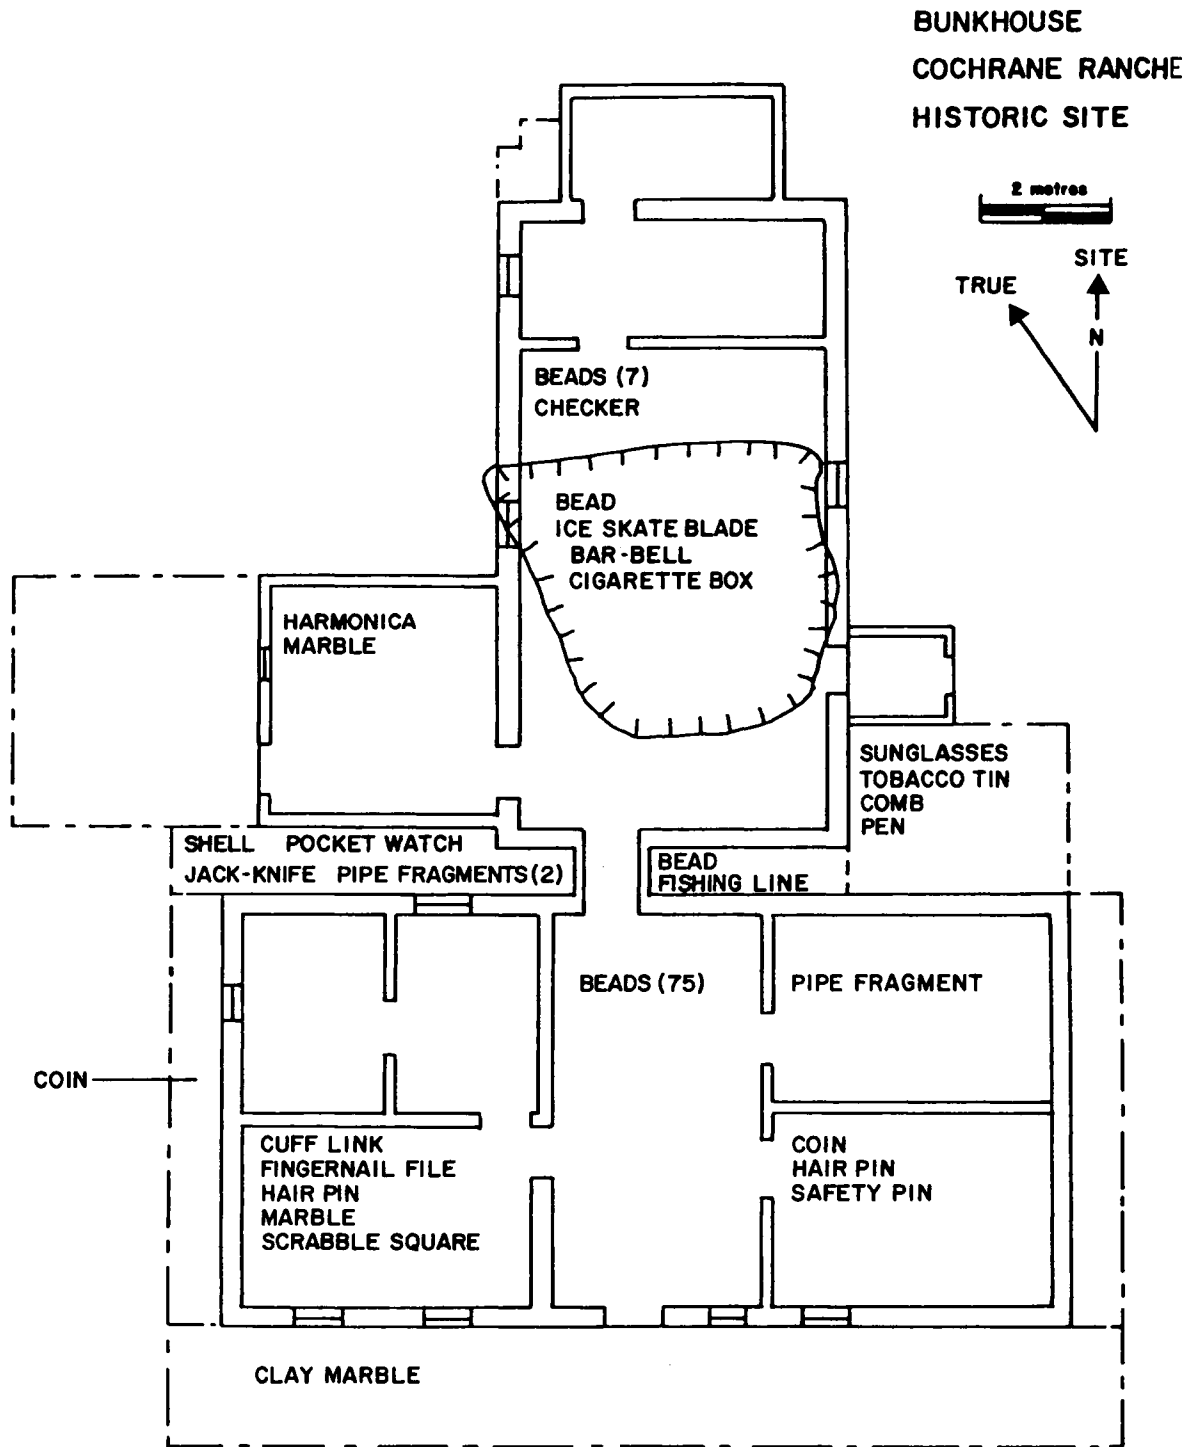 BUNKHOUSE
COCHRANE RANCHE
HISTORIC SITE
2 metres
SITE
TRUE
N
BEADS (7)
CHECKER
BEAD
ICE SKATE BLADE
BAR-BELL
CIGARETTE BOX
HARMONICA
MARBLE
SUNGLASSES
TOBACCO TIN
COMB
PEN
SHELL POCKET WATCH
JACK-KNIFE PIPE FRAGMENTS (2)
BEAD
FISHING LINE
BEADS (75)
PIPE FRAGMENT
COIN
CUFF LINK
FINGERNAIL FILE
HAIR PIN
MARBLE
SCRABBLE SQUARE
COIN
HAIR PIN
SAFETY PIN
CLAY MARBLE